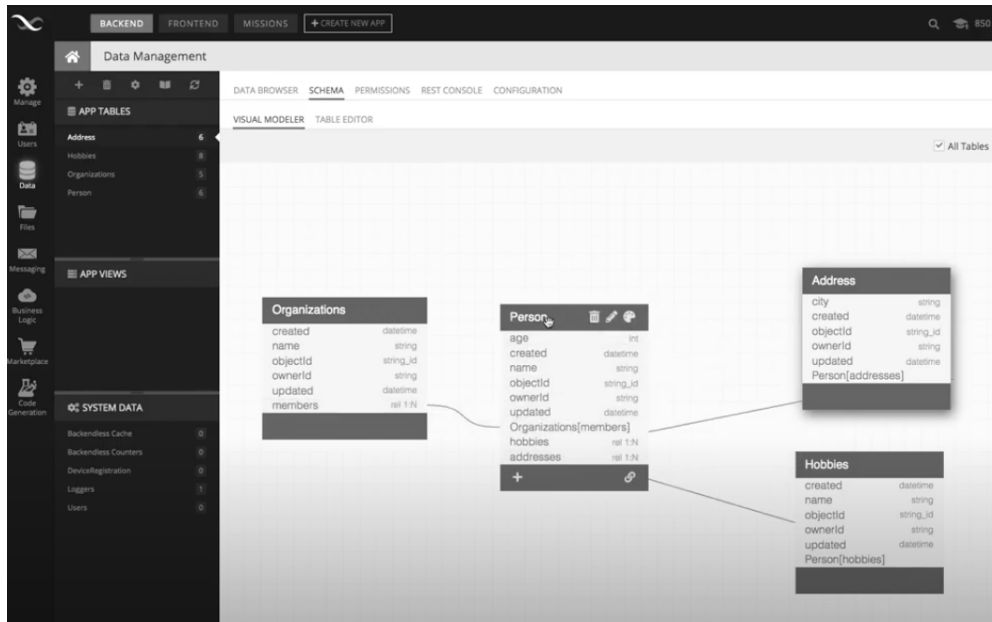 BACKEND FRONTEND MISSIONS + CREATE NEW APP 850
Data Management
Manage
Users
Data
Files
Messaging
Business Logic
Marketplace
Code Generation
APP TABLES
Address 6
Hobbies 8
Organizations 5
Person 6
APP VIEWS
SYSTEM DATA
Backendless Cache 0
Backendless Counters 0
DeviceRegistration 0
Loggers 1
Users 0
DATA BROWSER SCHEMA PERMISSIONS REST CONSOLE CONFIGURATION
VISUAL MODELER TABLE EDITOR
All Tables
Organizations
created datetime
name string
objectId string_id
ownerId string
updated datetime
members rel 1:N
Person
age int
created datetime
name string
objectId string_id
ownerId string
updated datetime
Organizations[members]
hobbies rel 1:N
addresses rel 1:N
+
Address
city string
created datetime
objectId string_id
ownerId string
updated datetime
Person[addresses]
Hobbies
created datetime
name string
objectId string_id
ownerId string
updated datetime
Person[hobbies]